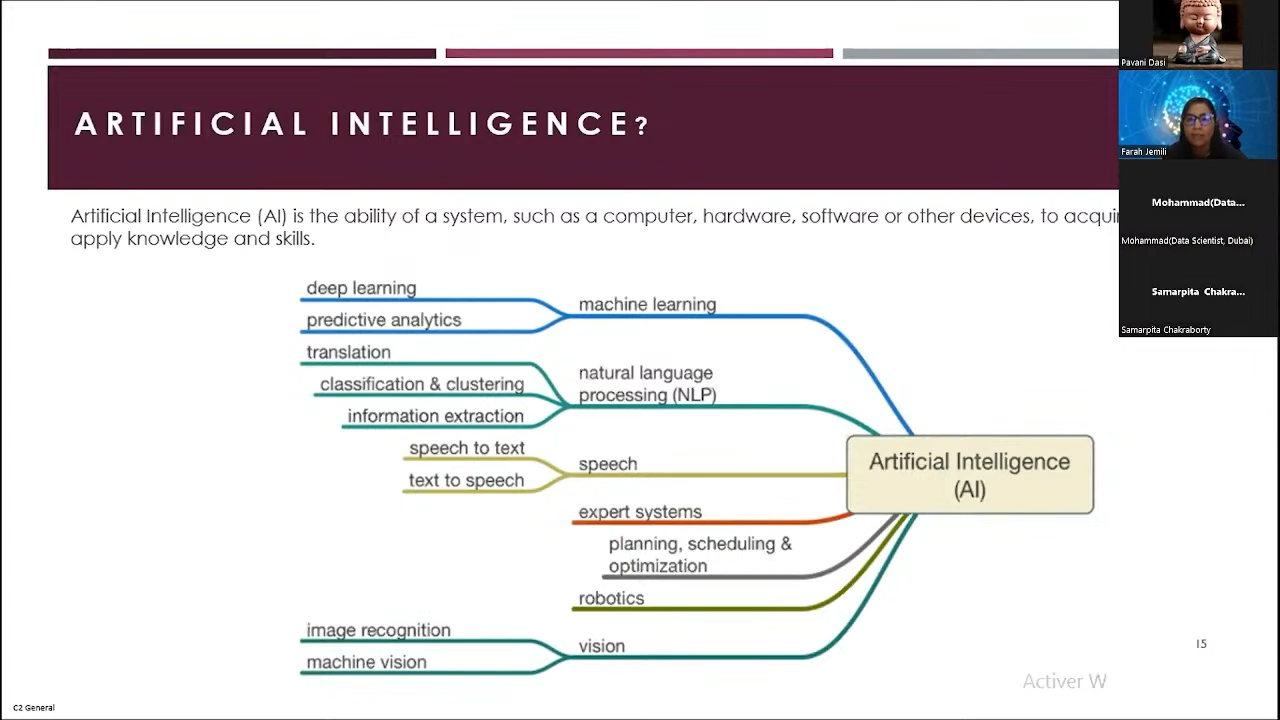 ARTIFICIAL INTELLIGENCE?
Artificial Intelligence (AI) is the ability of a system, such as a computer, hardware, software or other devices, to
apply knowledge and skills.
deep learning
predictive analytics
machine learning
translation
classification & clustering
information extraction
natural language
processing (NLP)
speech to text
text to speech
speech
expert systems
planning, scheduling &
optimization
robotics
image recognition
machine vision
vision
Artificial Intelligence
(AI)
15
Activer W
C2 General
Pavani Dasi
Farah Jemili
Mohammad(Data...
Mohammad(Data Scientist, Dubai)
Samarpita Chakra...
Samarpita Chakraborty